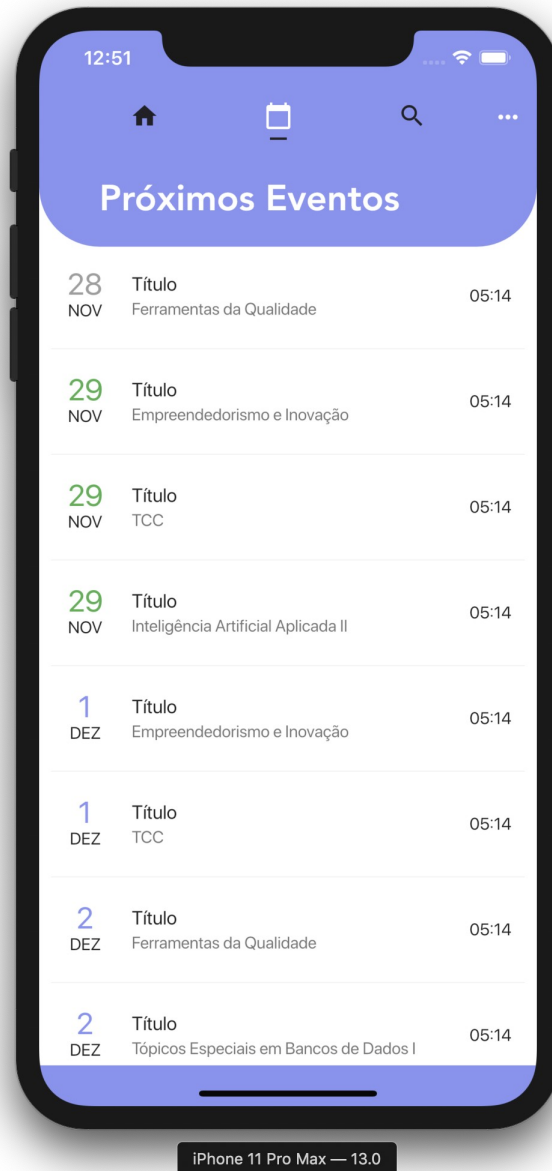 12:51
Próximos Eventos
28 Título 05:14
NOV Ferramentas da Qualidade
29 Título 05:14
NOV Empreendedorismo e Inovação
29 Título 05:14
NOV TCC
29 Título 05:14
NOV Inteligência Artificial Aplicada II
1 Título 05:14
DEZ Empreendedorismo e Inovação
1 Título 05:14
DEZ TCC
2 Título 05:14
DEZ Ferramentas da Qualidade
2 Título 05:14
DEZ Tópicos Especiais em Bancos de Dados I
iPhone 11 Pro Max — 13.0